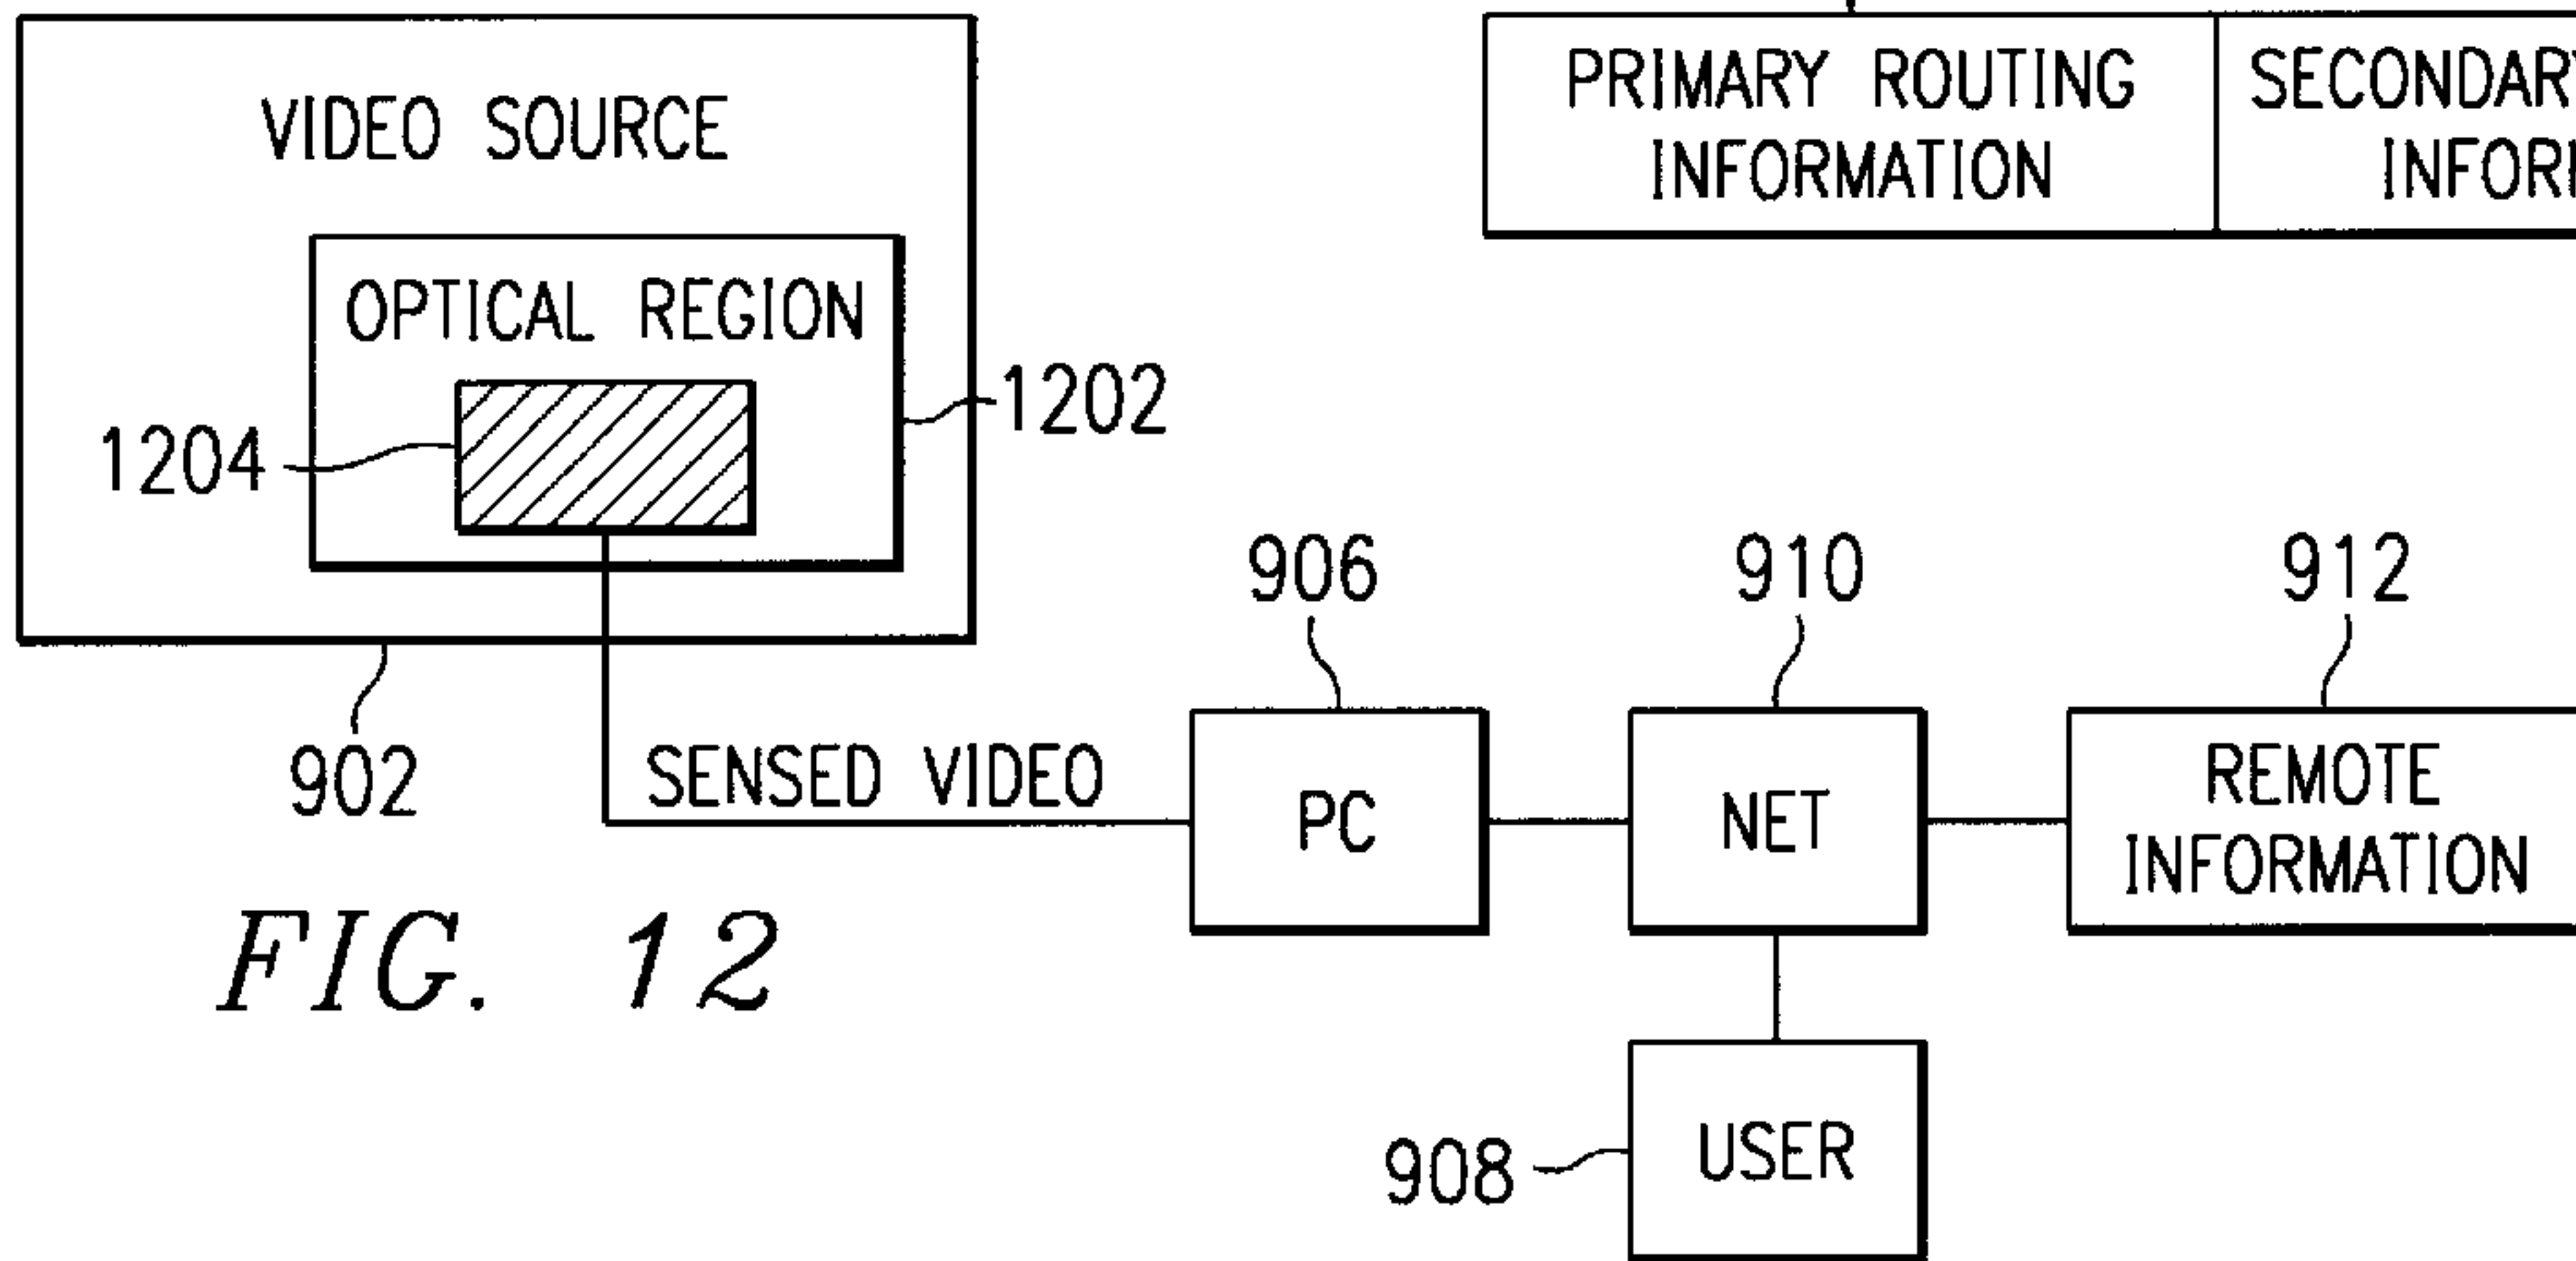 VIDEO SOURCE
OPTICAL REGION
1202
1204
902
PRIMARY ROUTING
INFORMATION
SENSED VIDEO
906
PC
910
NET
912
REMOTE
INFORMATION
908
USER
FIG. 12